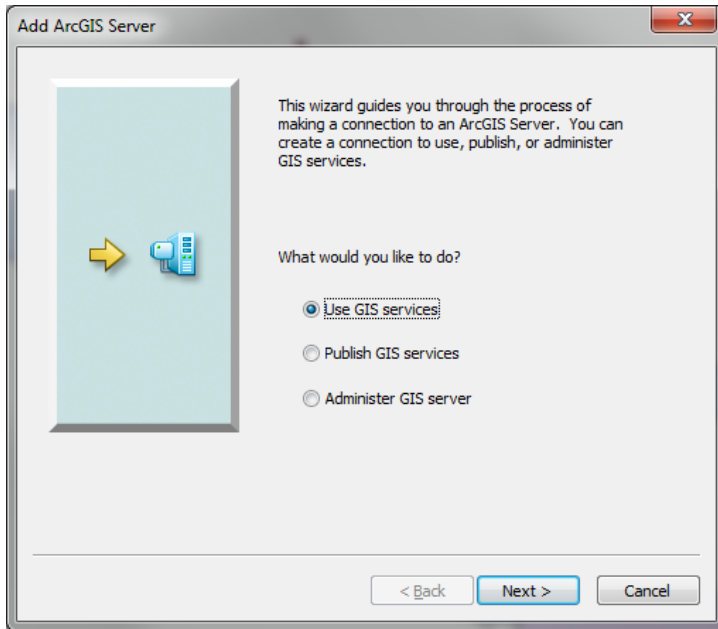 Add ArcGIS Server
This wizard guides you through the process of
making a connection to an ArcGIS Server. You can
create a connection to use, publish, or administer
GIS services.
What would you like to do?
Use GIS services
Publish GIS services
Administer GIS server
< Back
Next >
Cancel